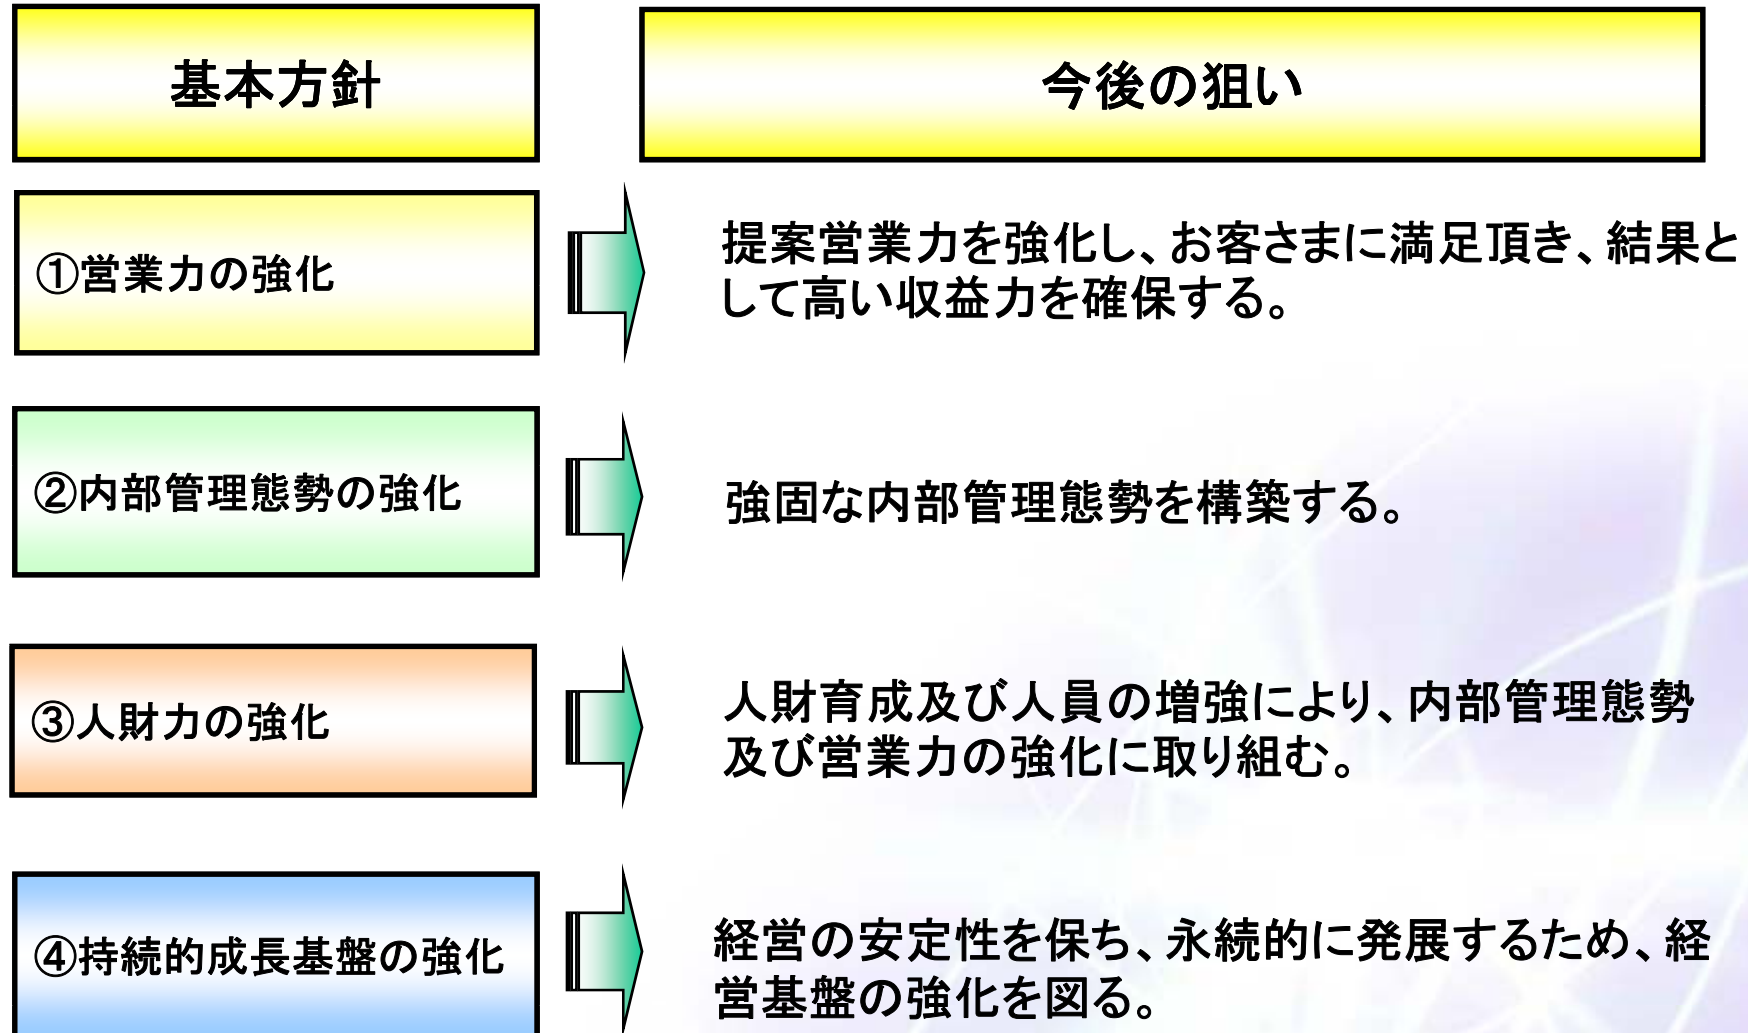 基本方針
今後の狙い
①営業力の強化
提案営業力を強化し、お客さまに満足頂き、結果と
して高い収益力を確保する。
②内部管理態勢の強化
強固な内部管理態勢を構築する。
③人財力の強化
人財育成及び人員の増強により、内部管理態勢
及び営業力の強化に取り組む。
④持続的成長基盤の強化
経営の安定性を保ち、永続的に発展するため、経
営基盤の強化を図る。